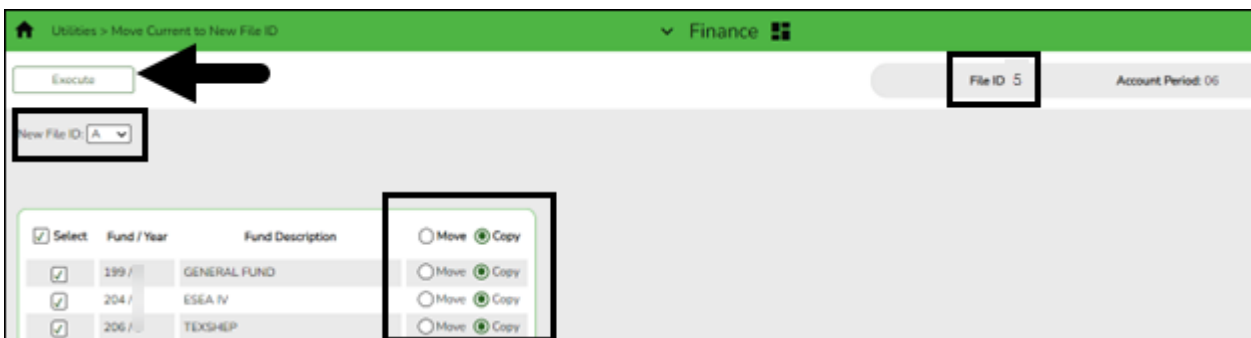 Utilities > Move Current to New File ID
Finance
Execute
File ID 5
Account Period: 06
New File ID: A
Select Fund / Year Fund Description Move Copy
199 / GENERAL FUND Move Copy
204 / ESEA IV Move Copy
206 / TEXSHEP Move Copy